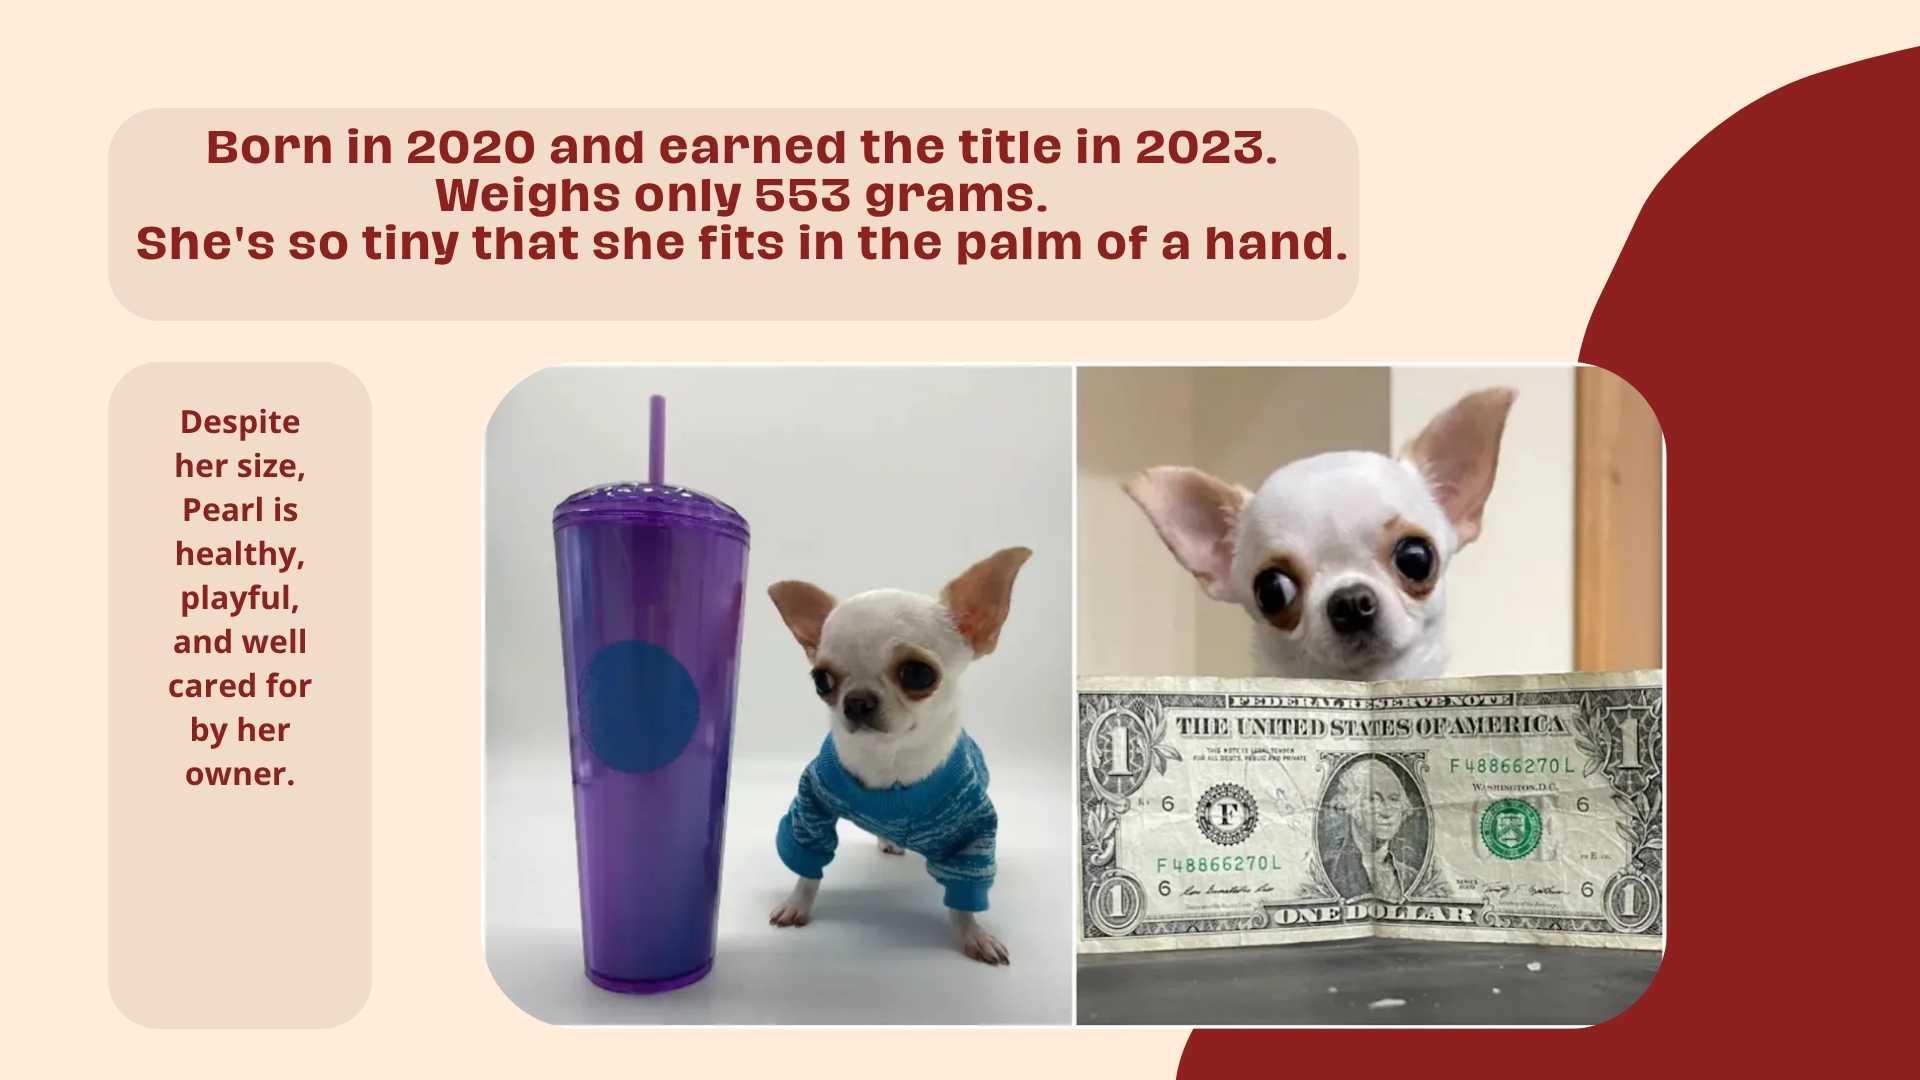 Born in 2020 and earned the title in 2023.
Weighs only 553 grams.
She's so tiny that she fits in the palm of a hand.
Despite
her size,
Pearl is
healthy,
playful,
and well
cared for
by her
owner.
FEDERAL RESERVE NOTE
THE UNITED STATES OF AMERICA
THIS NOTE IS LEGAL TENDER
FOR ALL DEBTS, PUBLIC AND PRIVATE
F 48866270 L
WASHINGTON, D.C.
1
1
6
6
F
F 48866270 L
6
6
1
1
ONE DOLLAR